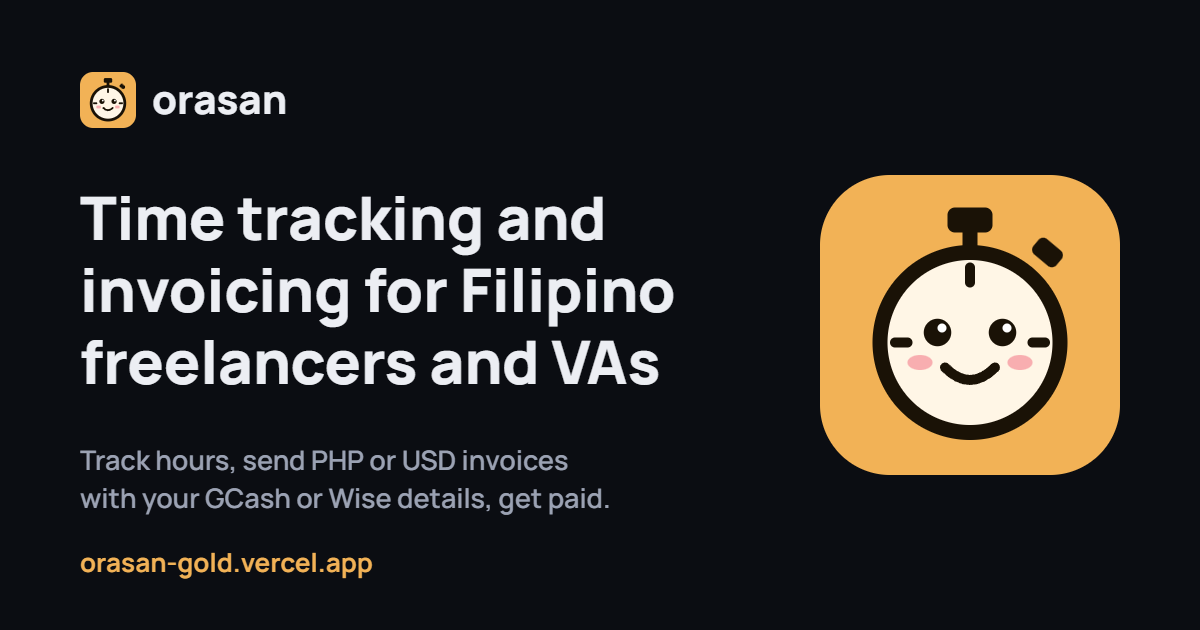 orasan
Time tracking and
invoicing for Filipino
freelancers and VAs
Track hours, send PHP or USD invoices
with your GCash or Wise details, get paid.
orasan-gold.vercel.app